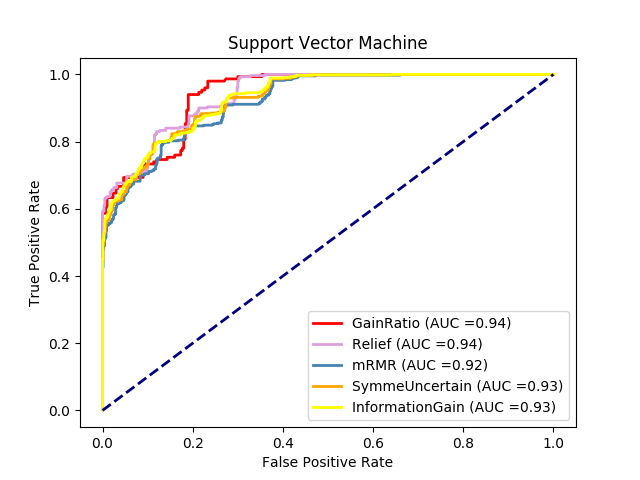 Support Vector Machine
True Positive Rate
1.0
0.8
0.6
0.4
0.2
0.0
GainRatio (AUC =0.94)
Relief (AUC =0.94)
mRMR (AUC =0.92)
SymmeUncertain (AUC =0.93)
InformationGain (AUC =0.93)
0.0 0.2 0.4 0.6 0.8 1.0
False Positive Rate